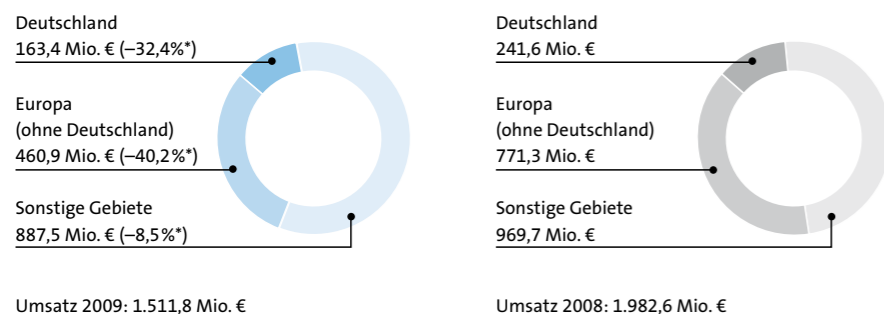 Deutschland
163,4 Mio. € (–32,4%*)
Europa
(ohne Deutschland)
460,9 Mio. € (–40,2%*)
Sonstige Gebiete
887,5 Mio. € (–8,5%*)
Umsatz 2009: 1.511,8 Mio. €
Deutschland
241,6 Mio. €
Europa
(ohne Deutschland)
771,3 Mio. €
Sonstige Gebiete
969,7 Mio. €
Umsatz 2008: 1.982,6 Mio. €